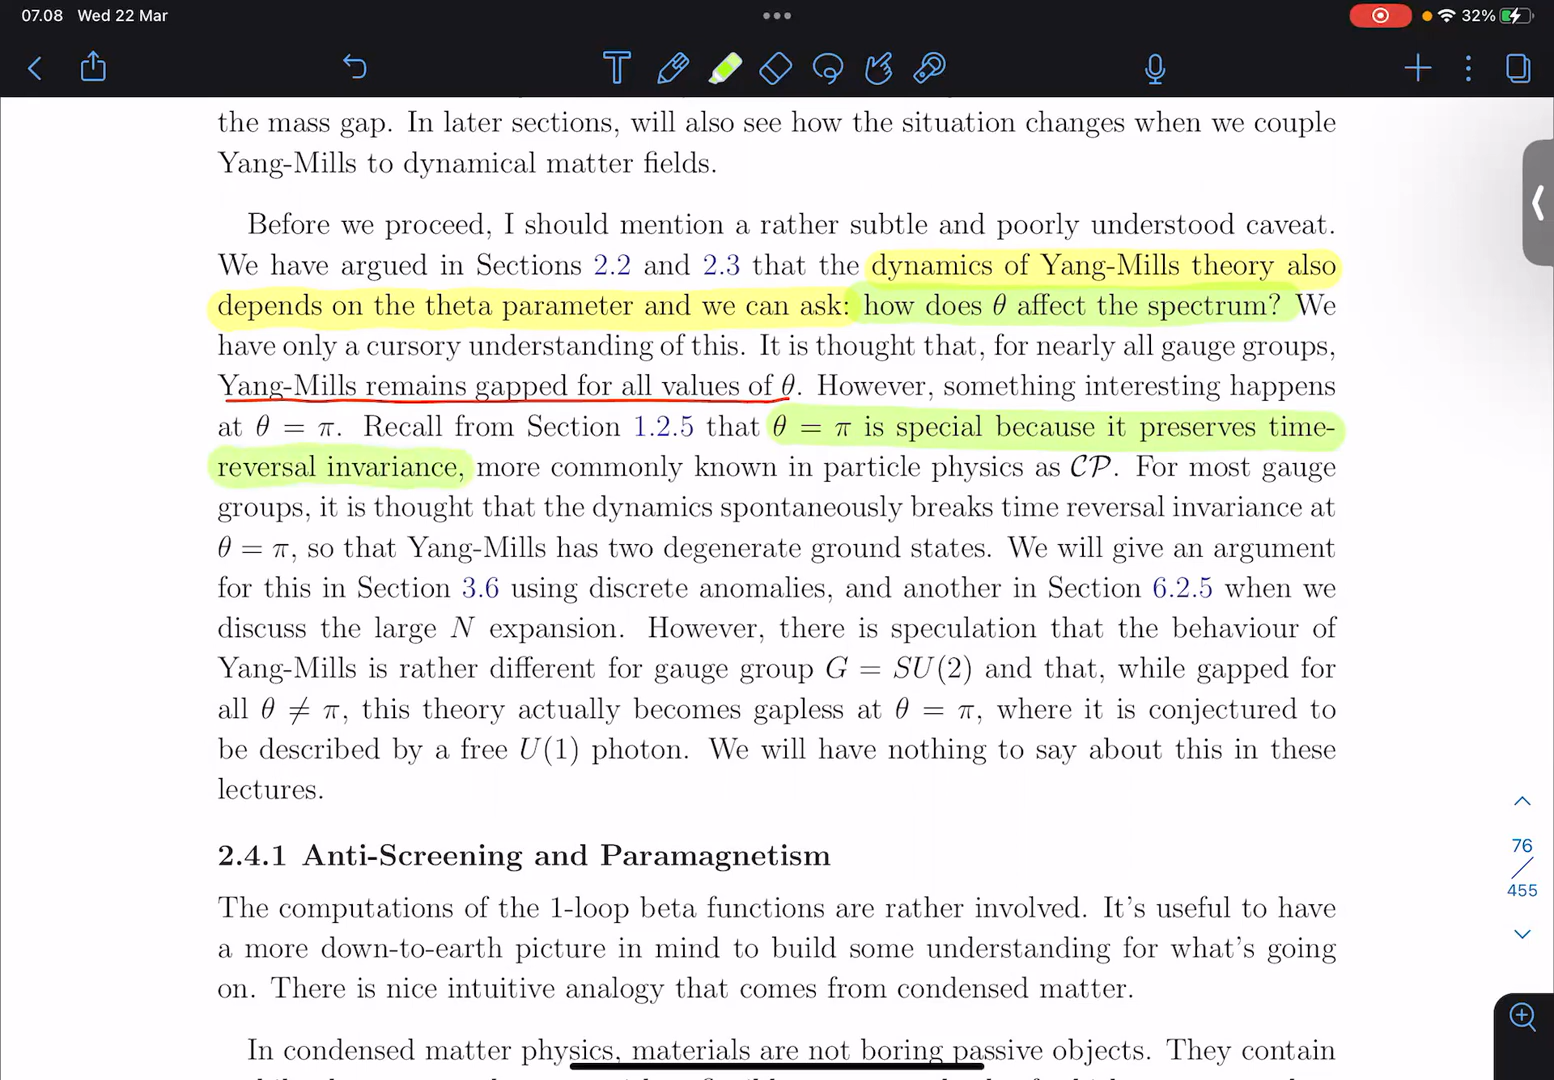 07.08 Wed 22 Mar
32%
the mass gap. In later sections, will also see how the situation changes when we couple
Yang-Mills to dynamical matter fields.
Before we proceed, I should mention a rather subtle and poorly understood caveat.
We have argued in Sections 2.2 and 2.3 that the dynamics of Yang-Mills theory also
depends on the theta parameter and we can ask: how does θ affect the spectrum? We
have only a cursory understanding of this. It is thought that, for nearly all gauge groups,
Yang-Mills remains gapped for all values of θ. However, something interesting happens
at θ = π. Recall from Section 1.2.5 that θ = π is special because it preserves time-
reversal invariance, more commonly known in particle physics as CP. For most gauge
groups, it is thought that the dynamics spontaneously breaks time reversal invariance at
θ = π, so that Yang-Mills has two degenerate ground states. We will give an argument
for this in Section 3.6 using discrete anomalies, and another in Section 6.2.5 when we
discuss the large N expansion. However, there is speculation that the behaviour of
Yang-Mills is rather different for gauge group G = SU(2) and that, while gapped for
all θ ≠ π, this theory actually becomes gapless at θ = π, where it is conjectured to
be described by a free U(1) photon. We will have nothing to say about this in these
lectures.
76
455
2.4.1 Anti-Screening and Paramagnetism
The computations of the 1-loop beta functions are rather involved. It's useful to have
a more down-to-earth picture in mind to build some understanding for what's going
on. There is nice intuitive analogy that comes from condensed matter.
In condensed matter physics, materials are not boring passive objects. They contain